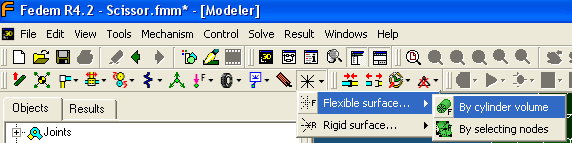 Fedem R4.2 - Scissor.fmm* - [Modeler]
File Edit View Tools Mechanism Control Solve Result Windows Help
Objects Results
Flexible surface... By cylinder volume
Rigid surface... By selecting nodes
Joints